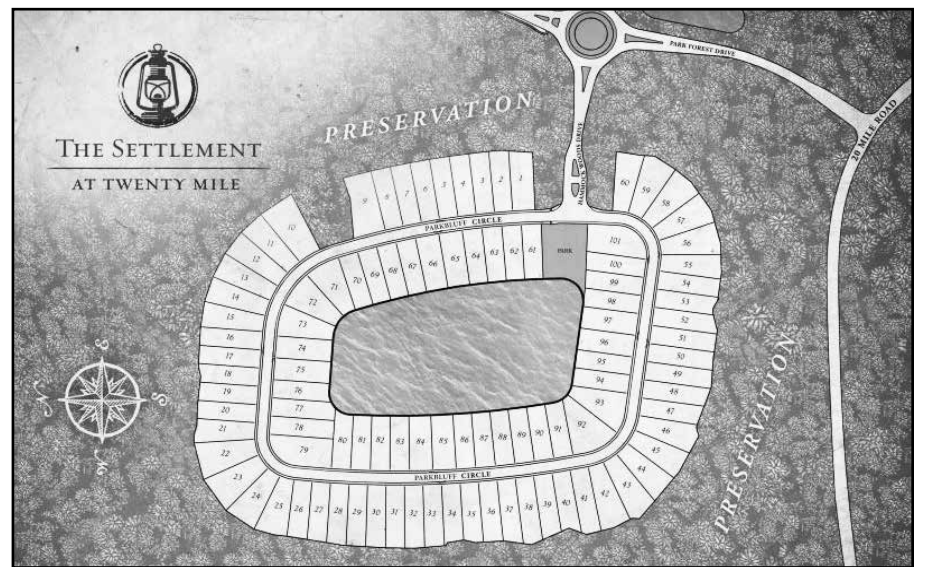 THE SETTLEMENT
AT TWENTY MILE
PRESERVATION
PARK FOREST DRIVE
20 MILE ROAD
HAMMOCK WOODS DRIVE
9 8 7 6 5 4 3 2 1
60 59 58 57 56 55 54 53 52 51 50 49 48 47 46 45 44 43 42 41 40 39 38 37 36 35 34 33 32 31 30 29 28 27 26 25 24 23 22 21 20 19 18 17 16 15 14 13 12 11 10
PARKBLUFF CIRCLE
70 69 68 67 66 65 64 63 62 61
PARK
101 100 99 98 97 96 95 94 93
71 72 73 74 75 76 77 78 79
80 81 82 83 84 85 86 87 88 89 90 91 92
PARKBLUFF CIRCLE
PRESERVATION
E
N S
W